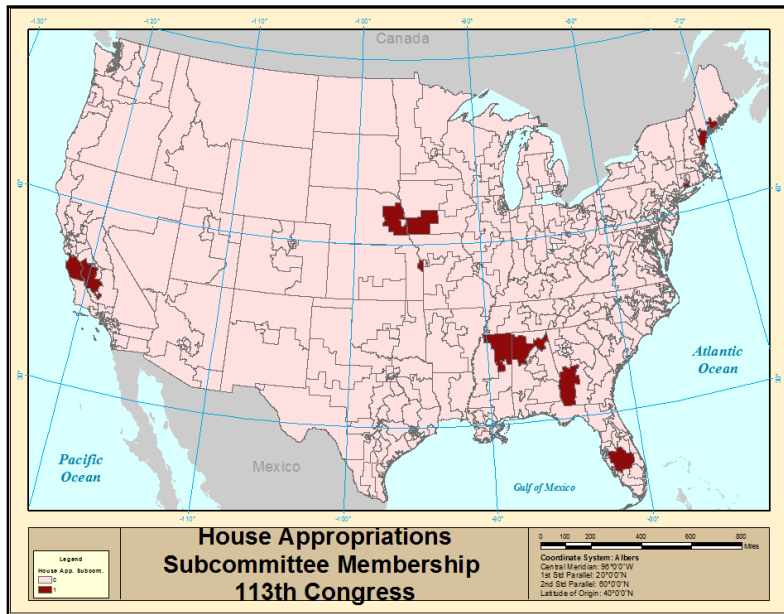 -130°
-120°
-110°
-100°
-90°
-80°
-70°
Canada
40°
40°
30°
30°
Atlantic
Ocean
Pacific
Ocean
Mexico
Gulf of Mexico
-110°
-100°
-90°
-80°
Legend
House App. Subcom.
0
1
House Appropriations
Subcommittee Membership
113th Congress
0 100 200 400 600 800
Miles
Coordinate System: Albers
Central Meridian: 96°0'0"W
1st Std Parallel: 20°0'0"N
2nd Std Parallel: 60°0'0"N
Latitude of Origin: 40°0'0"N